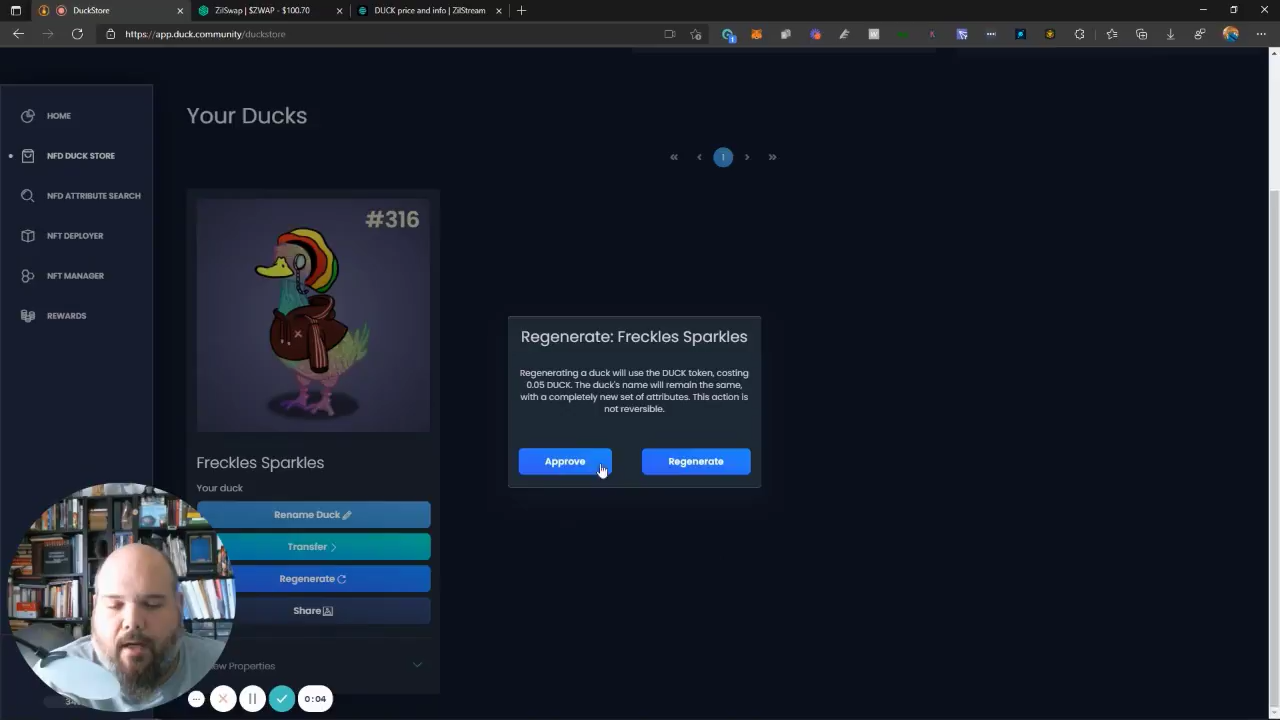 DuckStore
ZilSwap | $ZWAP - $100.70
DUCK price and info | ZilStream
https://app.duck.community/duckstore
HOME
NFD DUCK STORE
NFD ATTRIBUTE SEARCH
NFT DEPLOYER
NFT MANAGER
REWARDS
Your Ducks
«
‹
1
›
»
#316
Freckles Sparkles
Your duck
Rename Duck
Transfer
Regenerate
Share
Properties
Regenerate: Freckles Sparkles
Regenerating a duck will use the DUCK token, costing
0.05 DUCK. The duck's name will remain the same,
with a completely new set of attributes. This action is
not reversible.
Approve
Regenerate
0:04